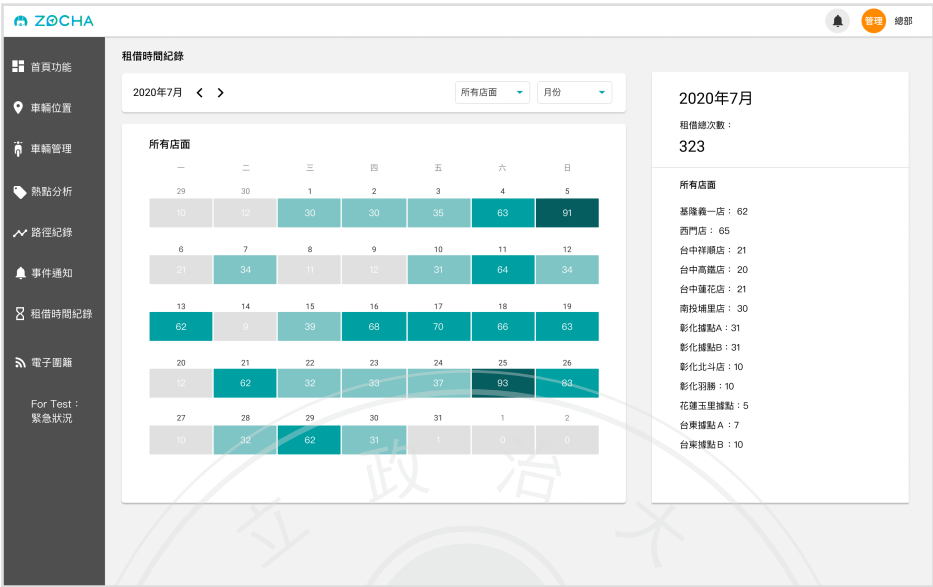 ZOCHA
管理 總部
首頁功能
車輛位置
車輛管理
熱點分析
路徑紀錄
事件通知
租借時間紀錄
電子圍籬
For Test：
緊急狀況
租借時間紀錄
2020年7月
所有店面
月份
所有店面
一 二 三 四 五 六 日
29 30 1 2 3 4 5
10 12 30 30 35 63 91
6 7 8 9 10 11 12
21 34 11 12 31 64 34
13 14 15 16 17 18 19
62 9 39 68 70 66 63
20 21 22 23 24 25 26
12 62 32 33 37 93 83
27 28 29 30 31 1 2
10 32 62 31 1 0 0
2020年7月
租借總次數：
323
所有店面
基隆義一店： 62
西門店： 65
台中祥順店： 21
台中高鐵店： 20
台中蓮花店： 21
南投埔里店： 30
彰化據點A：31
彰化據點B：31
彰化北斗店：10
彰化羽勝：10
花蓮玉里據點：5
台東據點Ａ：7
台東據點Ｂ：10
立政治大